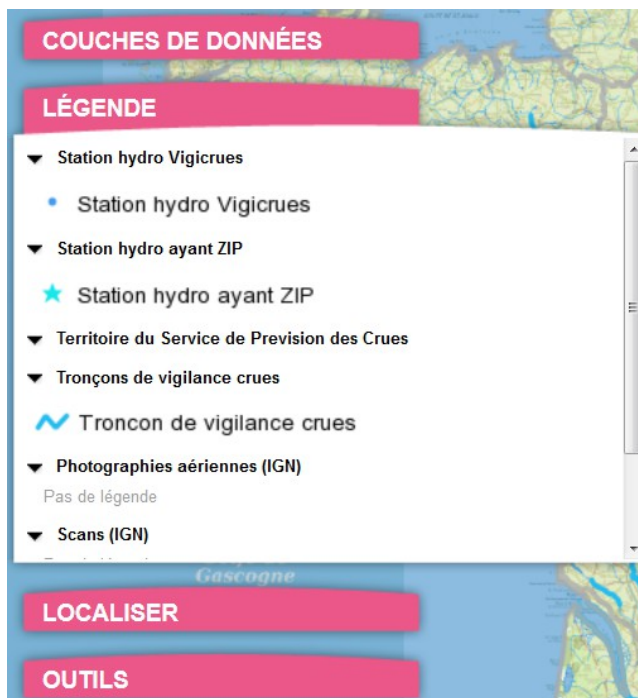 COUCHES DE DONNÉES
LÉGENDE
Station hydro Vigicrues
Station hydro Vigicrues
Station hydro ayant ZIP
Station hydro ayant ZIP
Territoire du Service de Prevision des Crues
Tronçons de vigilance crues
Troncon de vigilance crues
Photographies aériennes (IGN)
Pas de légende
Scans (IGN)
Gascogne
LOCALISER
OUTILS